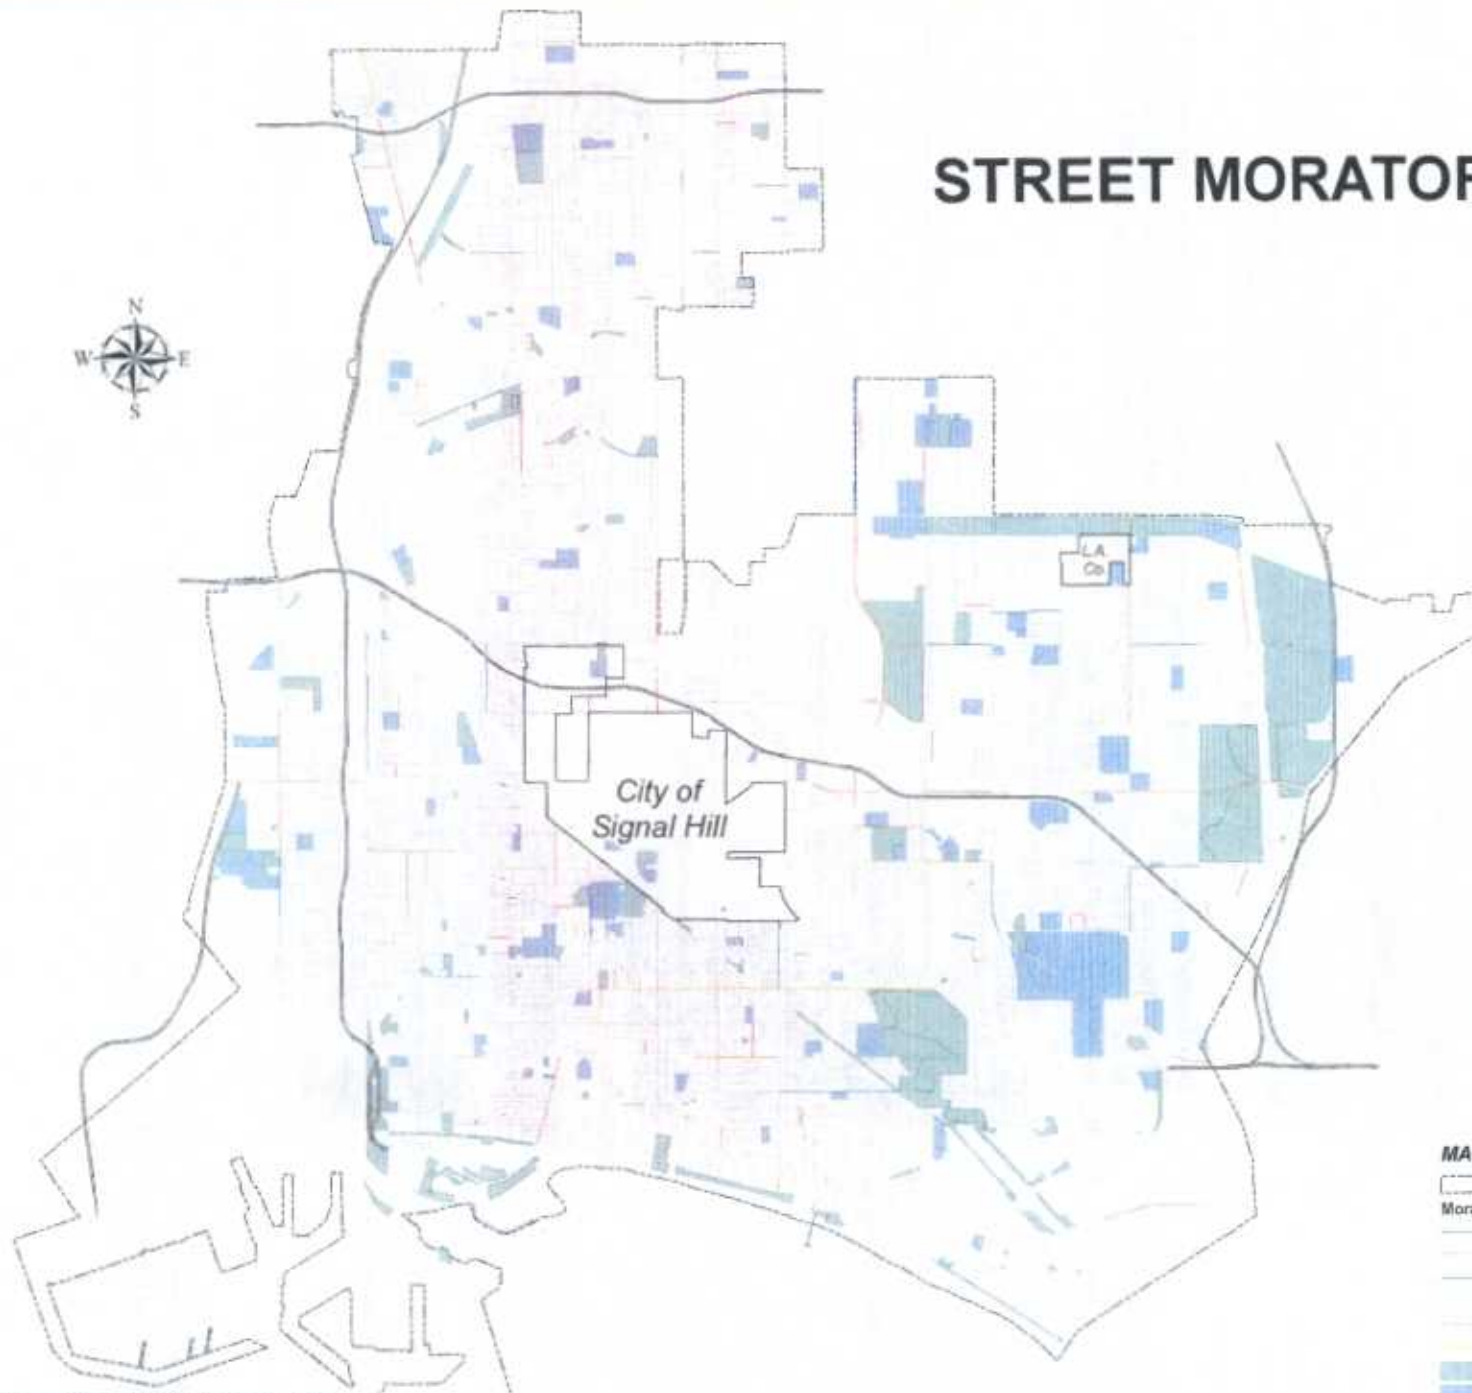 STREET MORATOR
N
W E
S
L.A.
Co.
City of
Signal Hill
MA
Mora